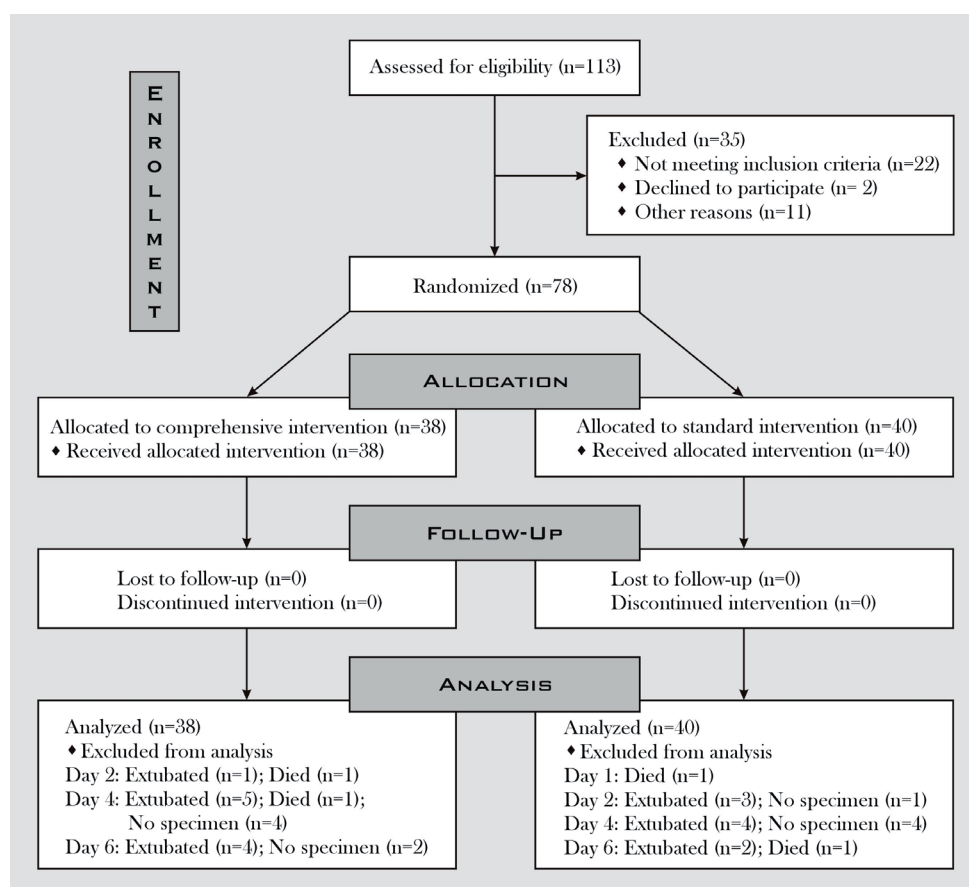 ENROLLMENT
Assessed for eligibility (n=113)
Excluded (n=35)
♦ Not meeting inclusion criteria (n=22)
♦ Declined to participate (n= 2)
♦ Other reasons (n=11)
Randomized (n=78)
ALLOCATION
Allocated to comprehensive intervention (n=38)
♦ Received allocated intervention (n=38)
Allocated to standard intervention (n=40)
♦ Received allocated intervention (n=40)
FOLLOW-UP
Lost to follow-up (n=0)
Discontinued intervention (n=0)
Lost to follow-up (n=0)
Discontinued intervention (n=0)
ANALYSIS
Analyzed (n=38)
♦ Excluded from analysis
Day 2: Extubated (n=1); Died (n=1)
Day 4: Extubated (n=5); Died (n=1);
No specimen (n=4)
Day 6: Extubated (n=4); No specimen (n=2)
Analyzed (n=40)
♦ Excluded from analysis
Day 1: Died (n=1)
Day 2: Extubated (n=3); No specimen (n=1)
Day 4: Extubated (n=4); No specimen (n=4)
Day 6: Extubated (n=2); Died (n=1)